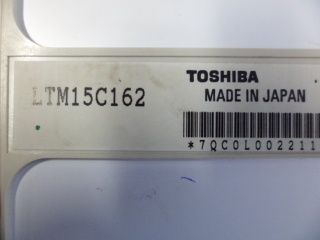 TOSHIBA
LTM15C162
MADE IN JAPAN
*7QC0L002211